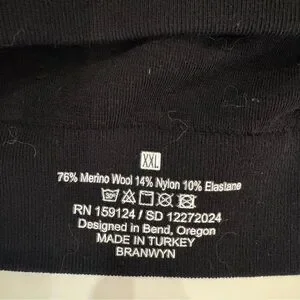 XXL
76% Merino Wool 14% Nylon 10% Elastane
30°
RN 159124 / SD 12272024
Designed in Bend, Oregon
MADE IN TURKEY
BRANWYN